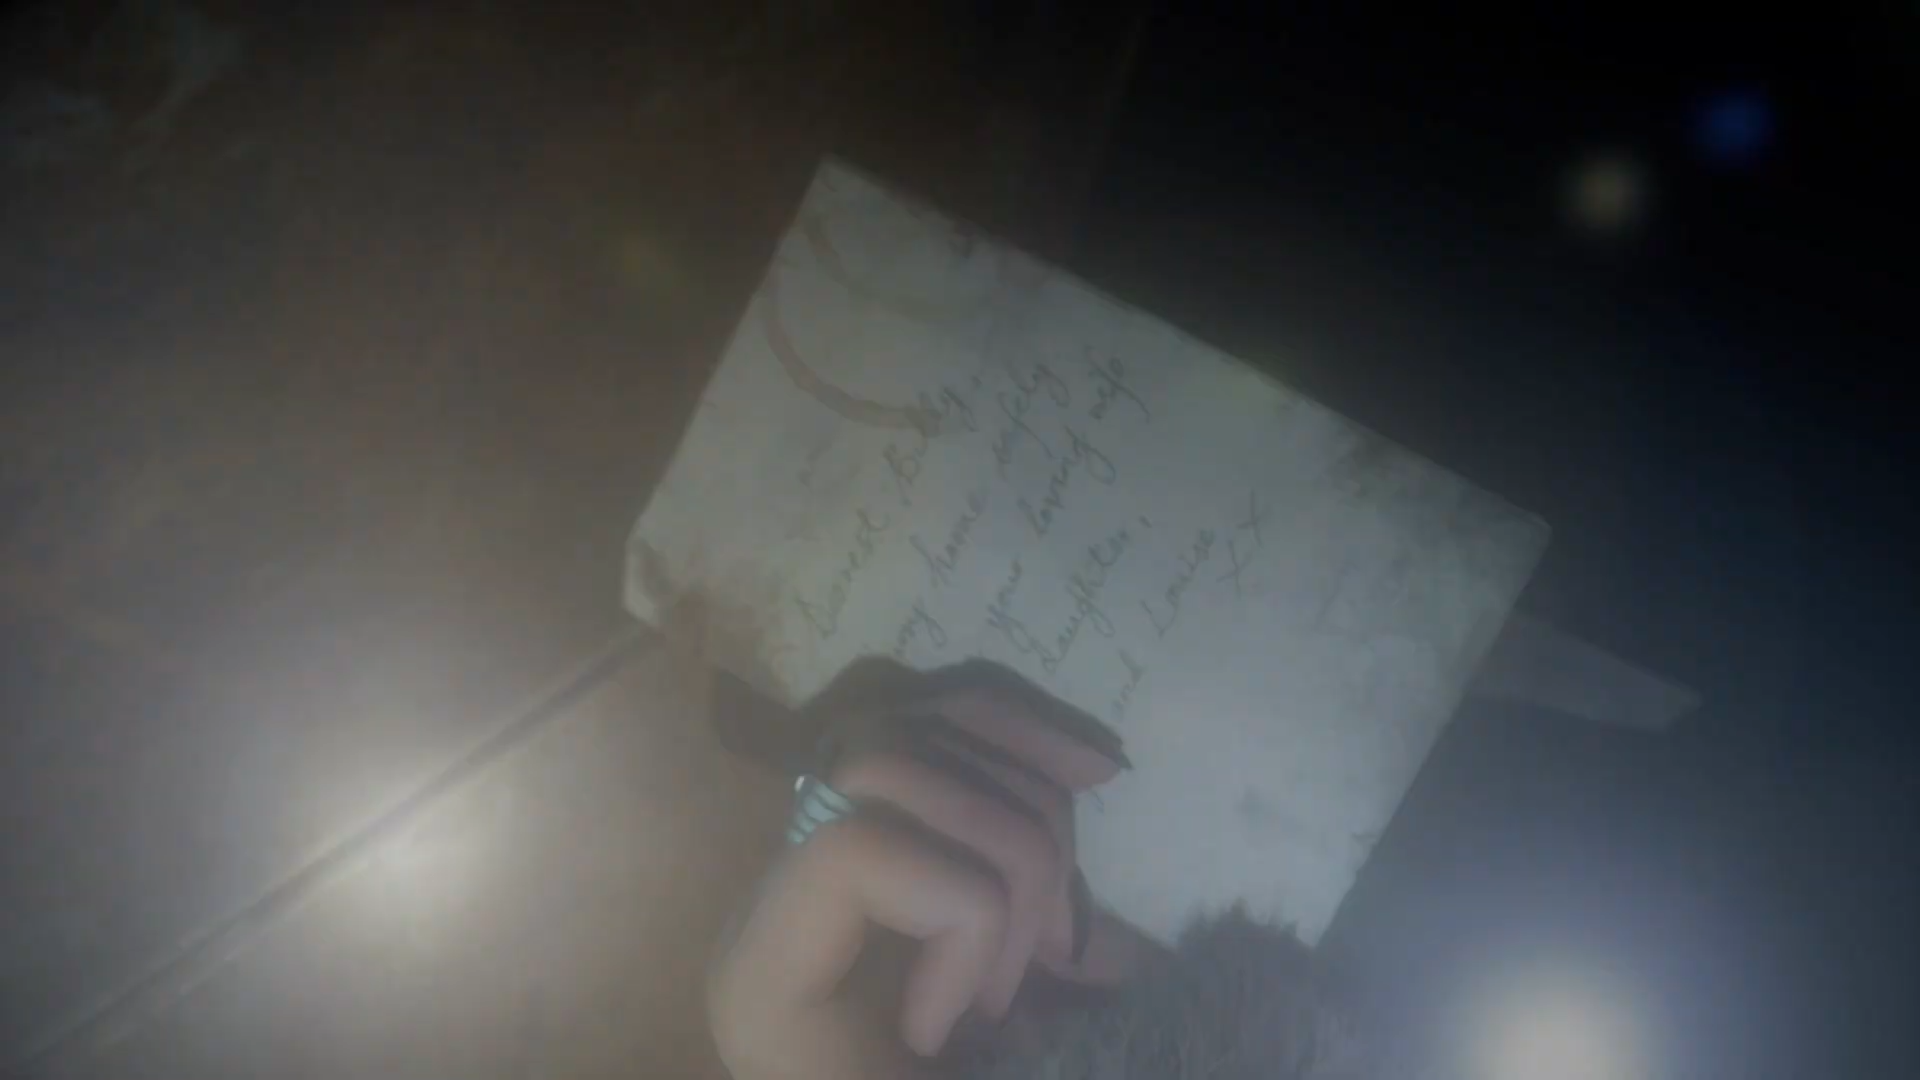 Dearest Billy,
home safely
your loving wife
daughter,
and Louise
XX